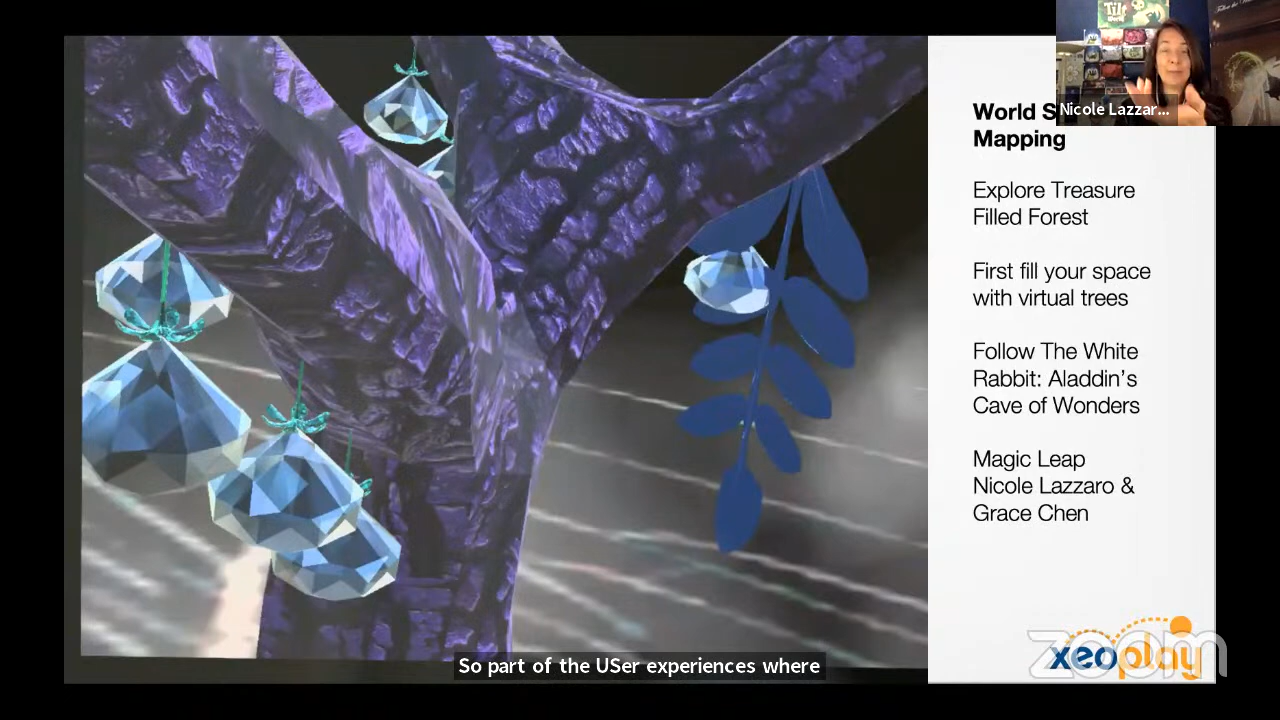 Tilt
World
Nicole Lazzar...
World S
Mapping
Explore Treasure
Filled Forest
First fill your space
with virtual trees
Follow The White
Rabbit: Aladdin's
Cave of Wonders
Magic Leap
Nicole Lazzaro &
Grace Chen
xeoplay
zoom
So part of the USer experiences where